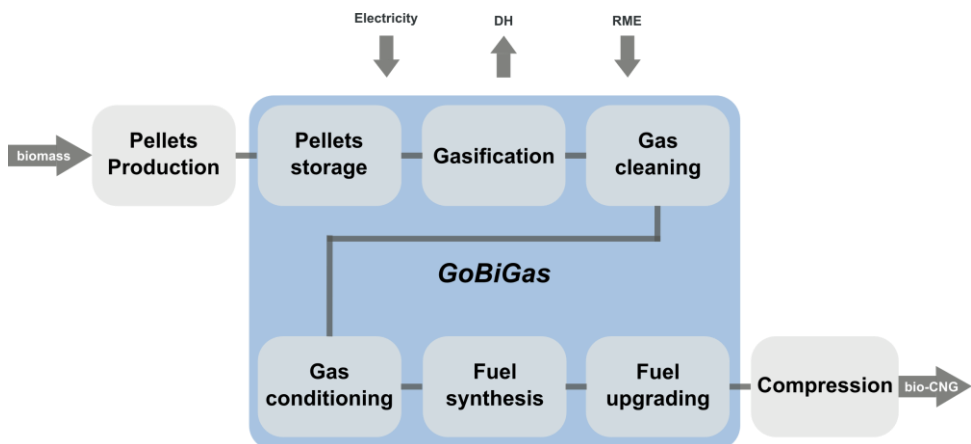 Electricity
DH
RME
biomass
Pellets
Production
Pellets
storage
Gasification
Gas
cleaning
GoBiGas
Gas
conditioning
Fuel
synthesis
Fuel
upgrading
Compression
bio-CNG